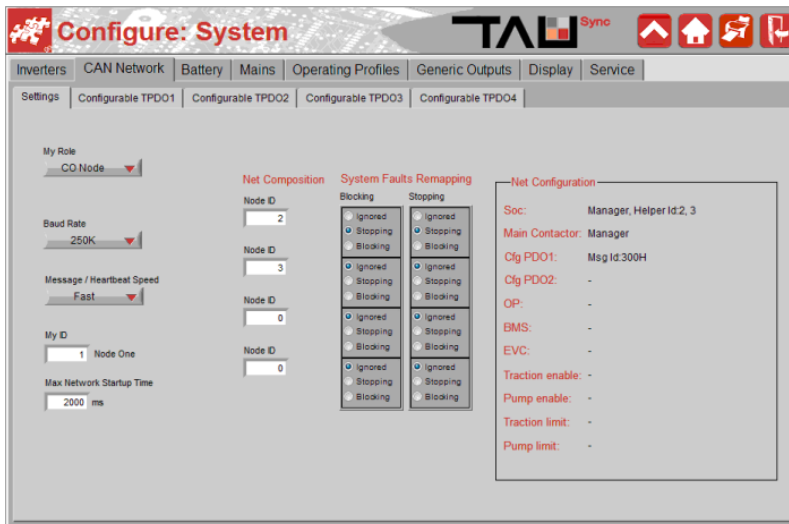 Configure: System
TAU Sync
Inverters CAN Network Battery Mains Operating Profiles Generic Outputs Display Service
Settings Configurable TPDO1 Configurable TPDO2 Configurable TPDO3 Configurable TPDO4
My Role
CO Node
Baud Rate
250K
Message / Heartbeat Speed
Fast
My ID
1 Node One
Max Network Startup Time
2000 ms
Net Composition
Node ID
2
Node ID
3
Node ID
0
Node ID
0
System Faults Remapping
Blocking Stopping
Ignored Ignored
Stopping Stopping
Blocking Blocking
Ignored Ignored
Stopping Stopping
Blocking Blocking
Ignored Ignored
Stopping Stopping
Blocking Blocking
Ignored Ignored
Stopping Stopping
Blocking Blocking
Net Configuration
Soc: Manager, Helper Id:2, 3
Main Contactor: Manager
Cfg PDO1: Msg Id:300H
Cfg PDO2: -
OP: -
BMS: -
EVC: -
Traction enable: -
Pump enable: -
Traction limit: -
Pump limit: -